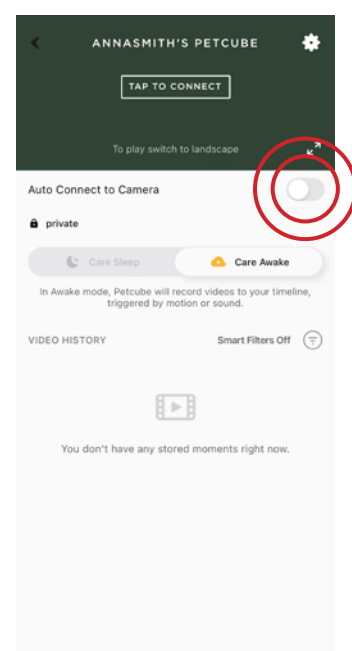 ANNASMITH'S PETCUBE
TAP TO CONNECT
To play switch to landscape
Auto Connect to Camera
private
Care Sleep
Care Awake
In Awake mode, Petcube will record videos to your timeline,
triggered by motion or sound.
VIDEO HISTORY
Smart Filters Off
You don't have any stored moments right now.